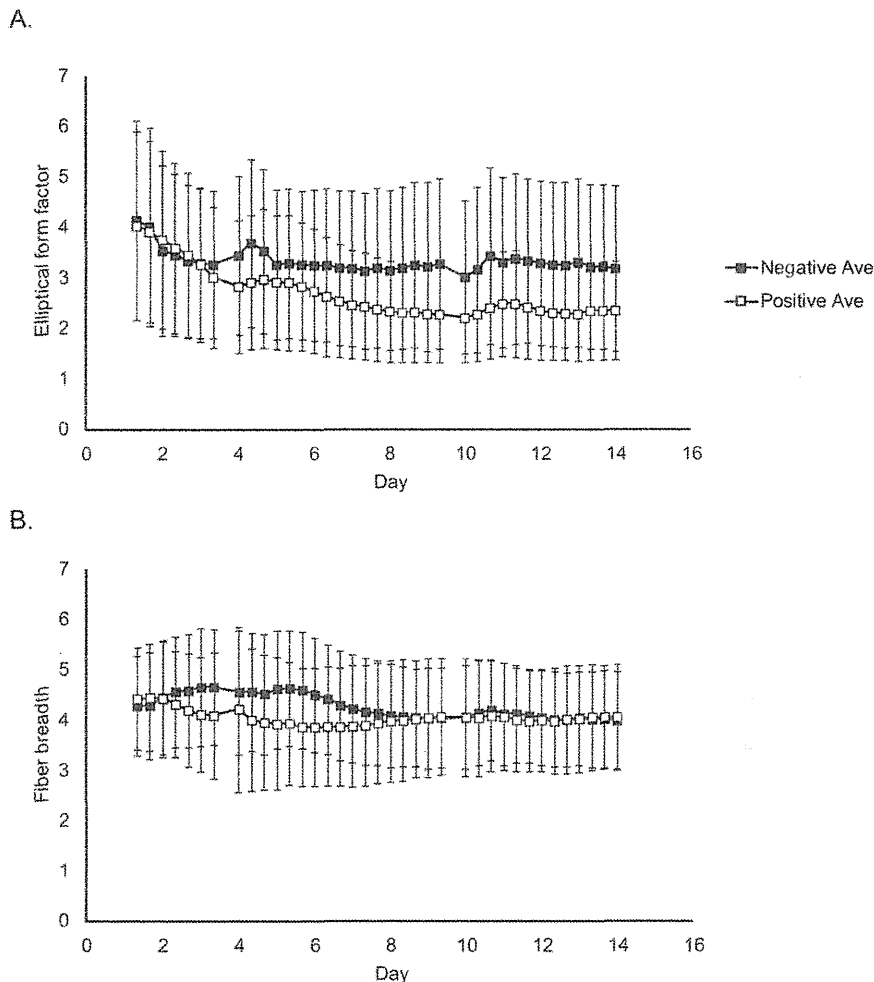 A.
7
6
5
4
3
2
1
0
Elliptical form factor
0 2 4 6 8 10 12 14 16
Day
Negative Ave
Positive Ave
B.
7
6
5
4
3
2
1
0
Fiber breadth
0 2 4 6 8 10 12 14 16
Day